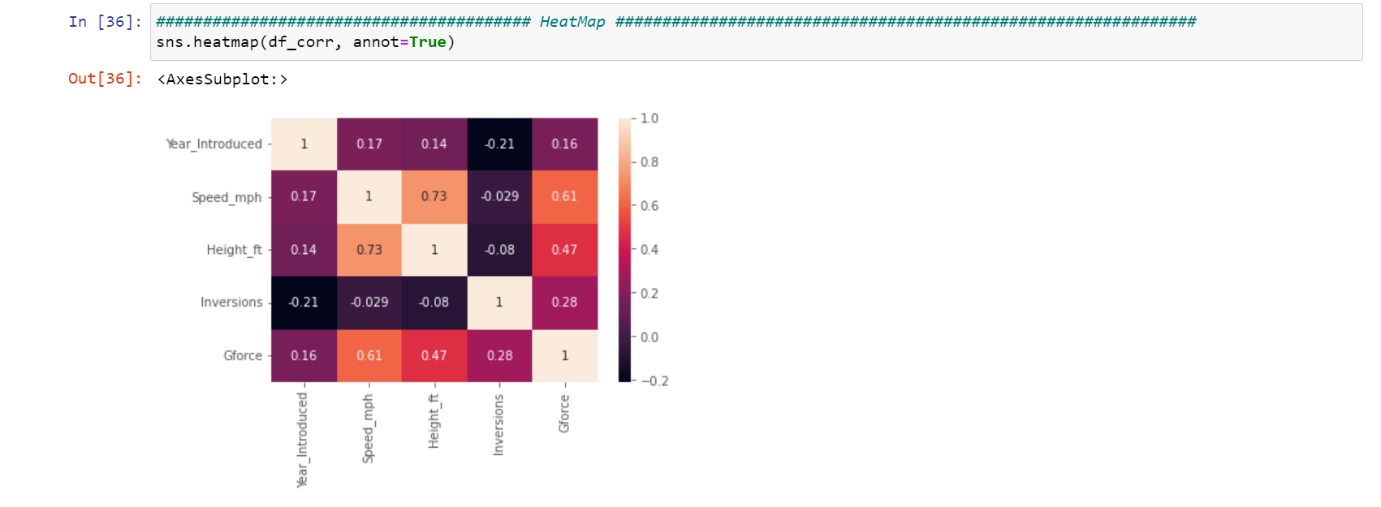 In [36]: ######################################## HeatMap ##############################################################
sns.heatmap(df_corr, annot=True)
Out[36]: <AxesSubplot:>
1.0
Year_Introduced 1 0.17 0.14 -0.21 0.16
0.8
Speed_mph 0.17 1 0.73 -0.029 0.61
0.6
Height_ft 0.14 0.73 1 -0.08 0.47
0.4
0.2
Inversions -0.21 -0.029 -0.08 1 0.28
0.0
Gforce 0.16 0.61 0.47 0.28 1
−0.2
Year_Introduced
Speed_mph
Height_ft
Inversions
Gforce